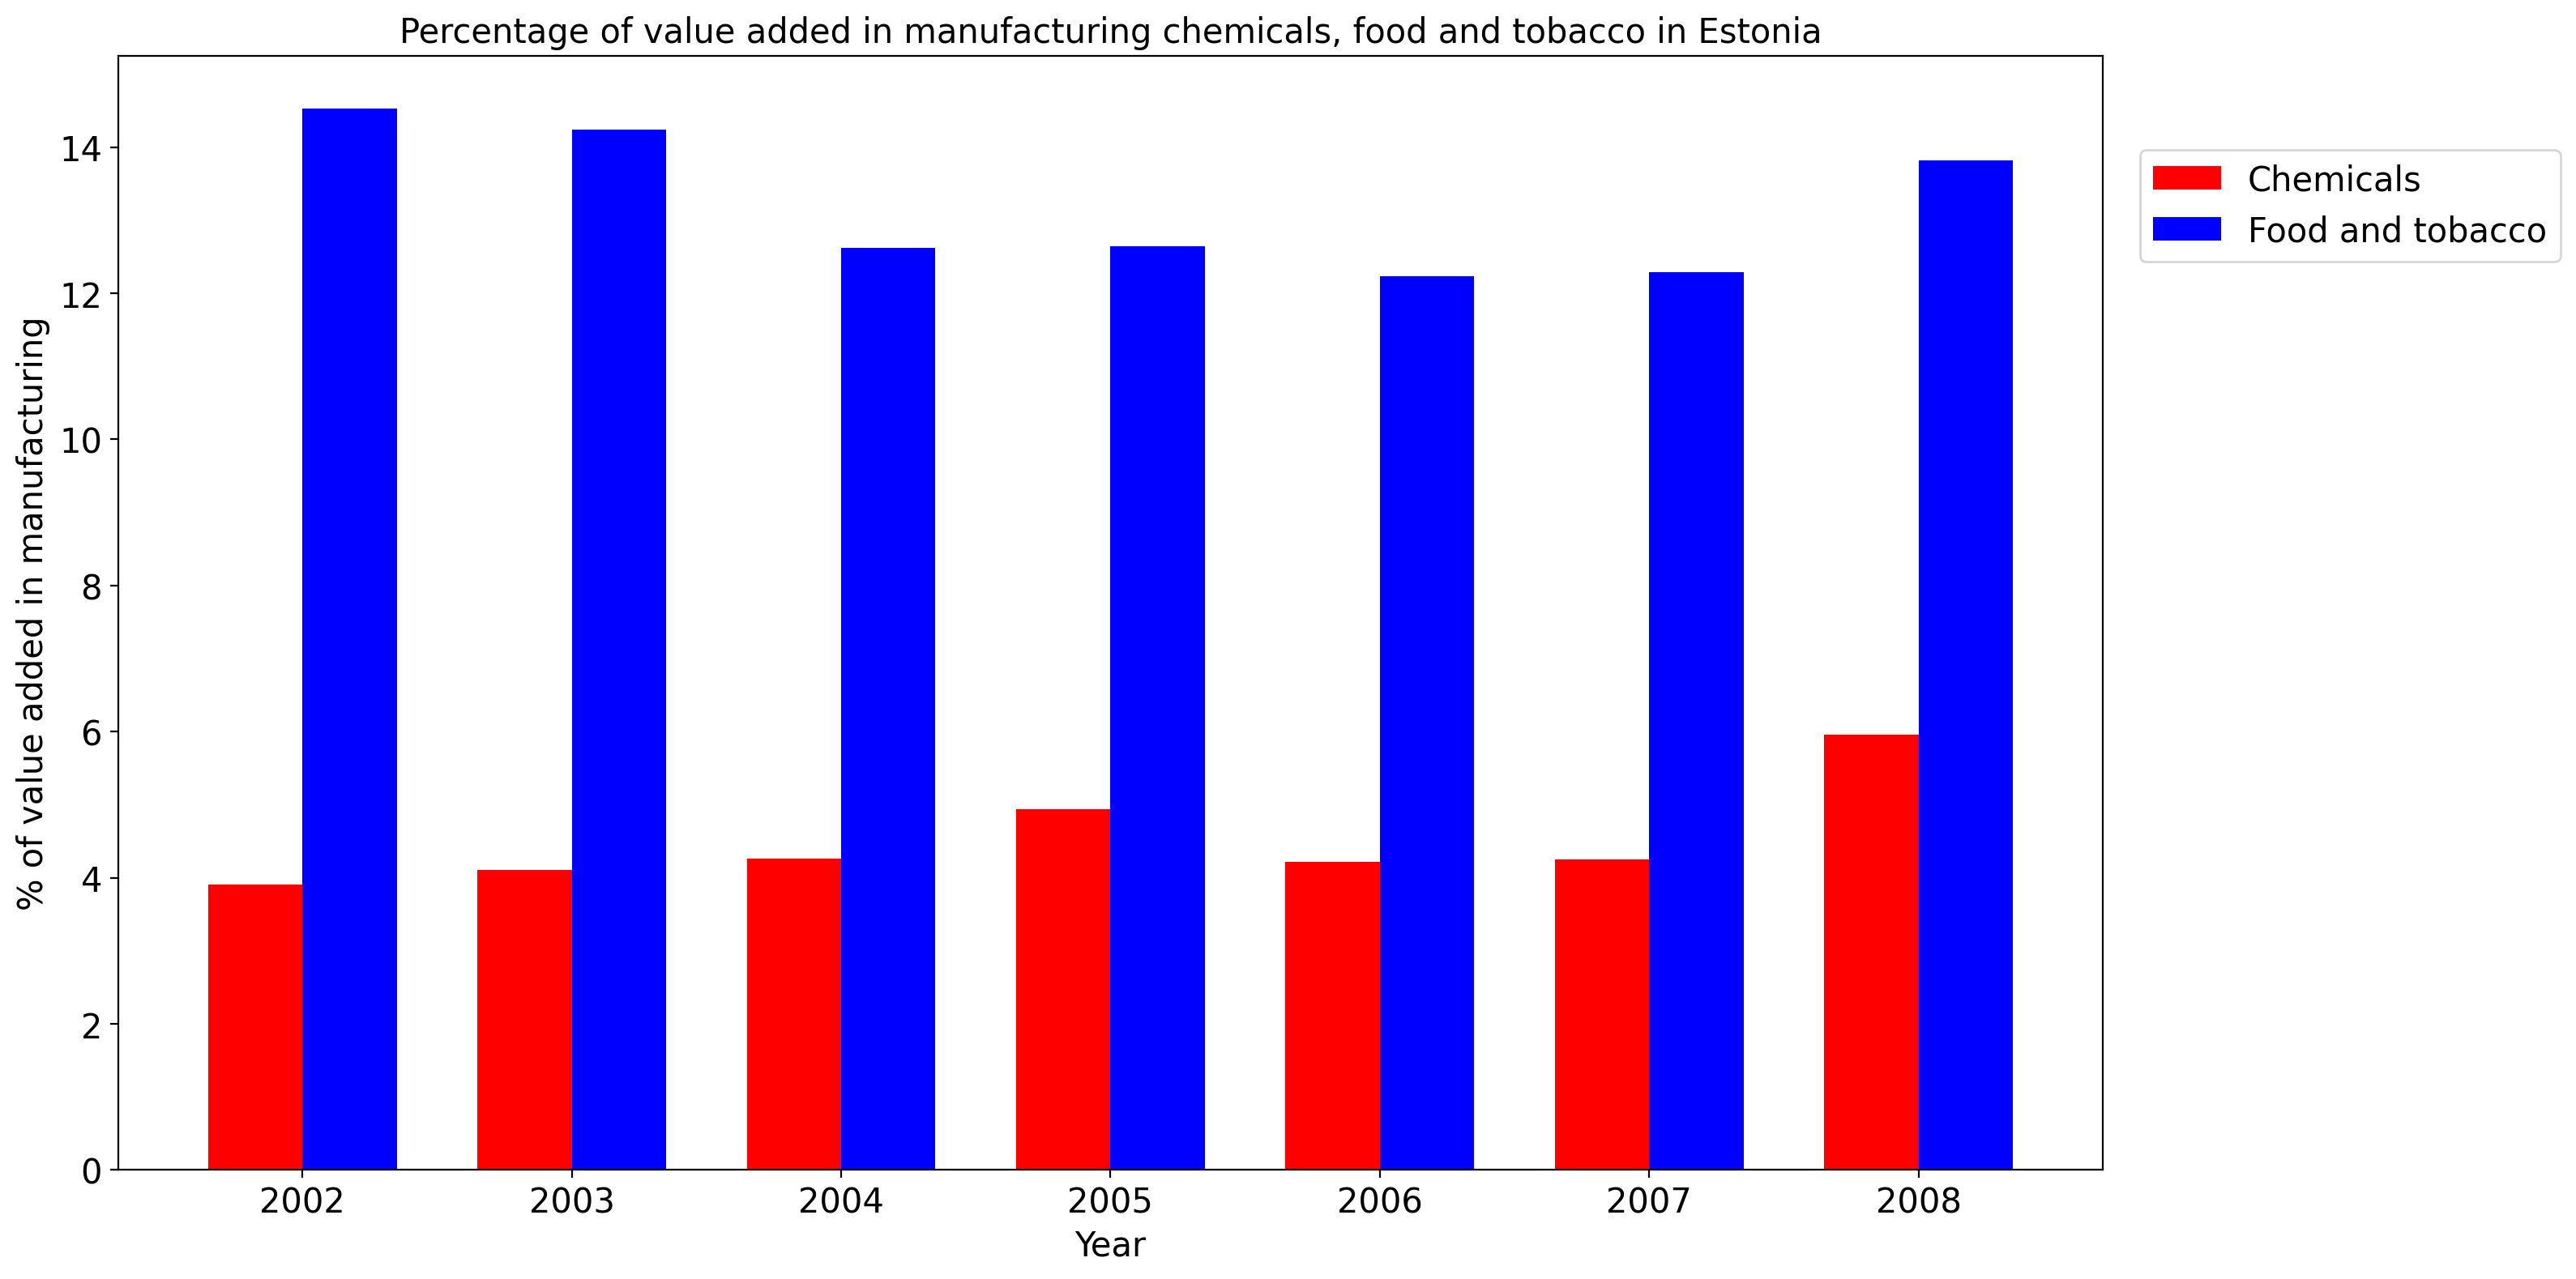 Percentage of value added in manufacturing chemicals, food and tobacco in Estonia
% of value added in manufacturing
14
12
10
8
6
4
2
0
2002 2003 2004 2005 2006 2007 2008
Year
Chemicals
Food and tobacco